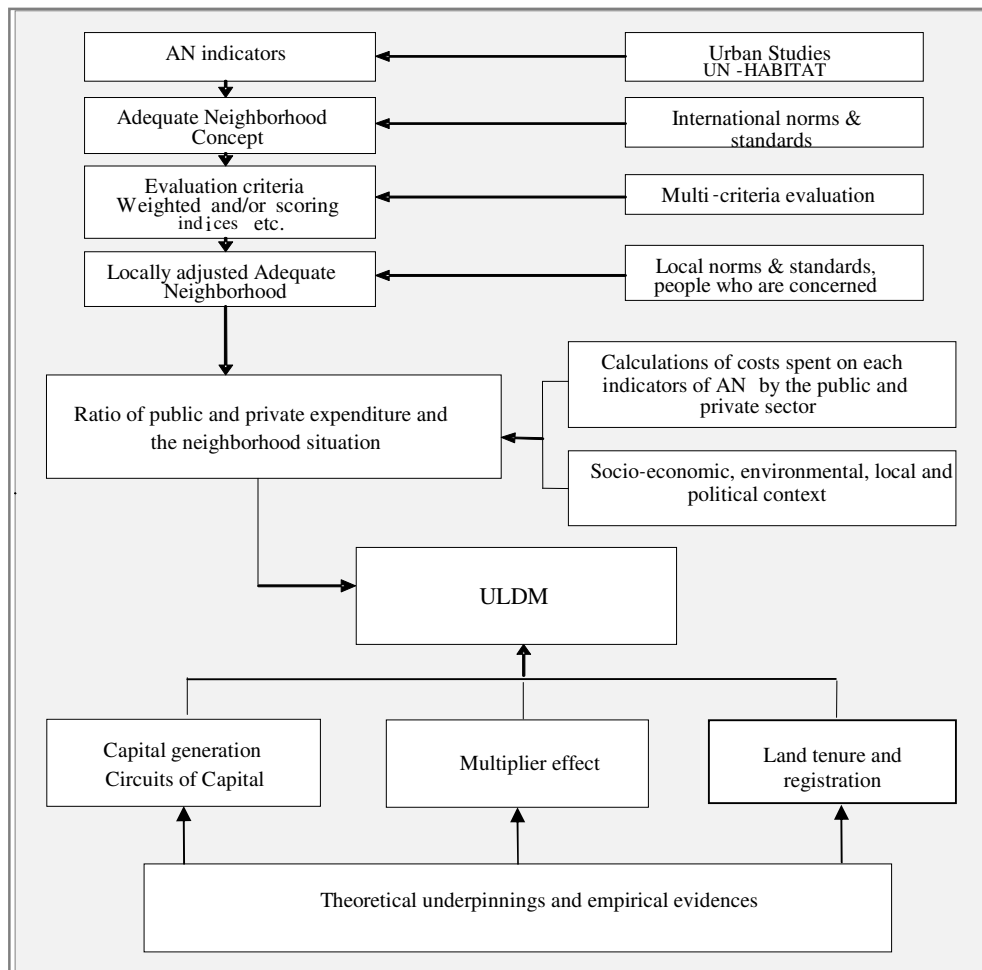 AN indicators
Urban Studies
UN -HABITAT
Adequate Neighborhood
Concept
International norms &
standards
Evaluation criteria
Weighted and/or scoring
indices etc.
Multi-criteria evaluation
Locally adjusted Adequate
Neighborhood
Local norms & standards,
people who are concerned
Calculations of costs spent on each
indicators of AN by the public and
private sector
Ratio of public and private expenditure and
the neighborhood situation
Socio-economic, environmental, local and
political context
ULDM
Capital generation
Circuits of Capital
Multiplier effect
Land tenure and
registration
Theoretical underpinnings and empirical evidences